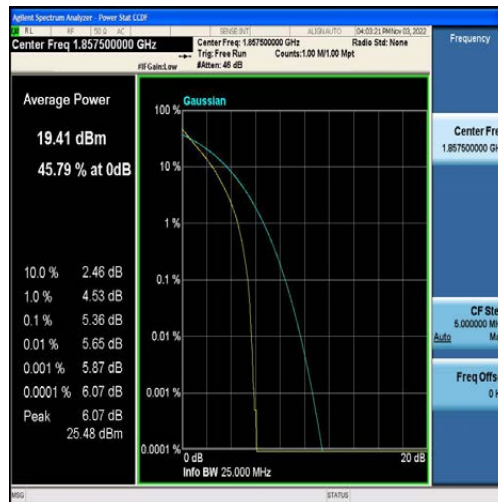 Agilent Spectrum Analyzer - Power Stat CCDF
RL RF 50 Ω AC SENSE:INT ALIGNAUTO 04:03:21 PM Nov 03, 2022
Center Freq 1.857500000 GHz
Center Freq: 1.857500000 GHz Radio Std: None
Trig: Free Run Counts:1.00 M/1.00 Mpt
#IFGain:Low #Atten: 46 dB
Frequency
Average Power
19.41 dBm
45.79 % at 0dB
10.0 % 2.46 dB
1.0 % 4.53 dB
0.1 % 5.36 dB
0.01 % 5.65 dB
0.001 % 5.87 dB
0.0001 % 6.07 dB
Peak 6.07 dB
25.48 dBm
Gaussian
100 %
10 %
1 %
0.1 %
0.01 %
0.001 %
0.0001 %
0 dB 20 dB
Info BW 25.000 MHz
Center Fre
1.857500000 GH
CF Ste
5.000000 MH
Auto Ma
Freq Offs
0 H
MSG STATUS